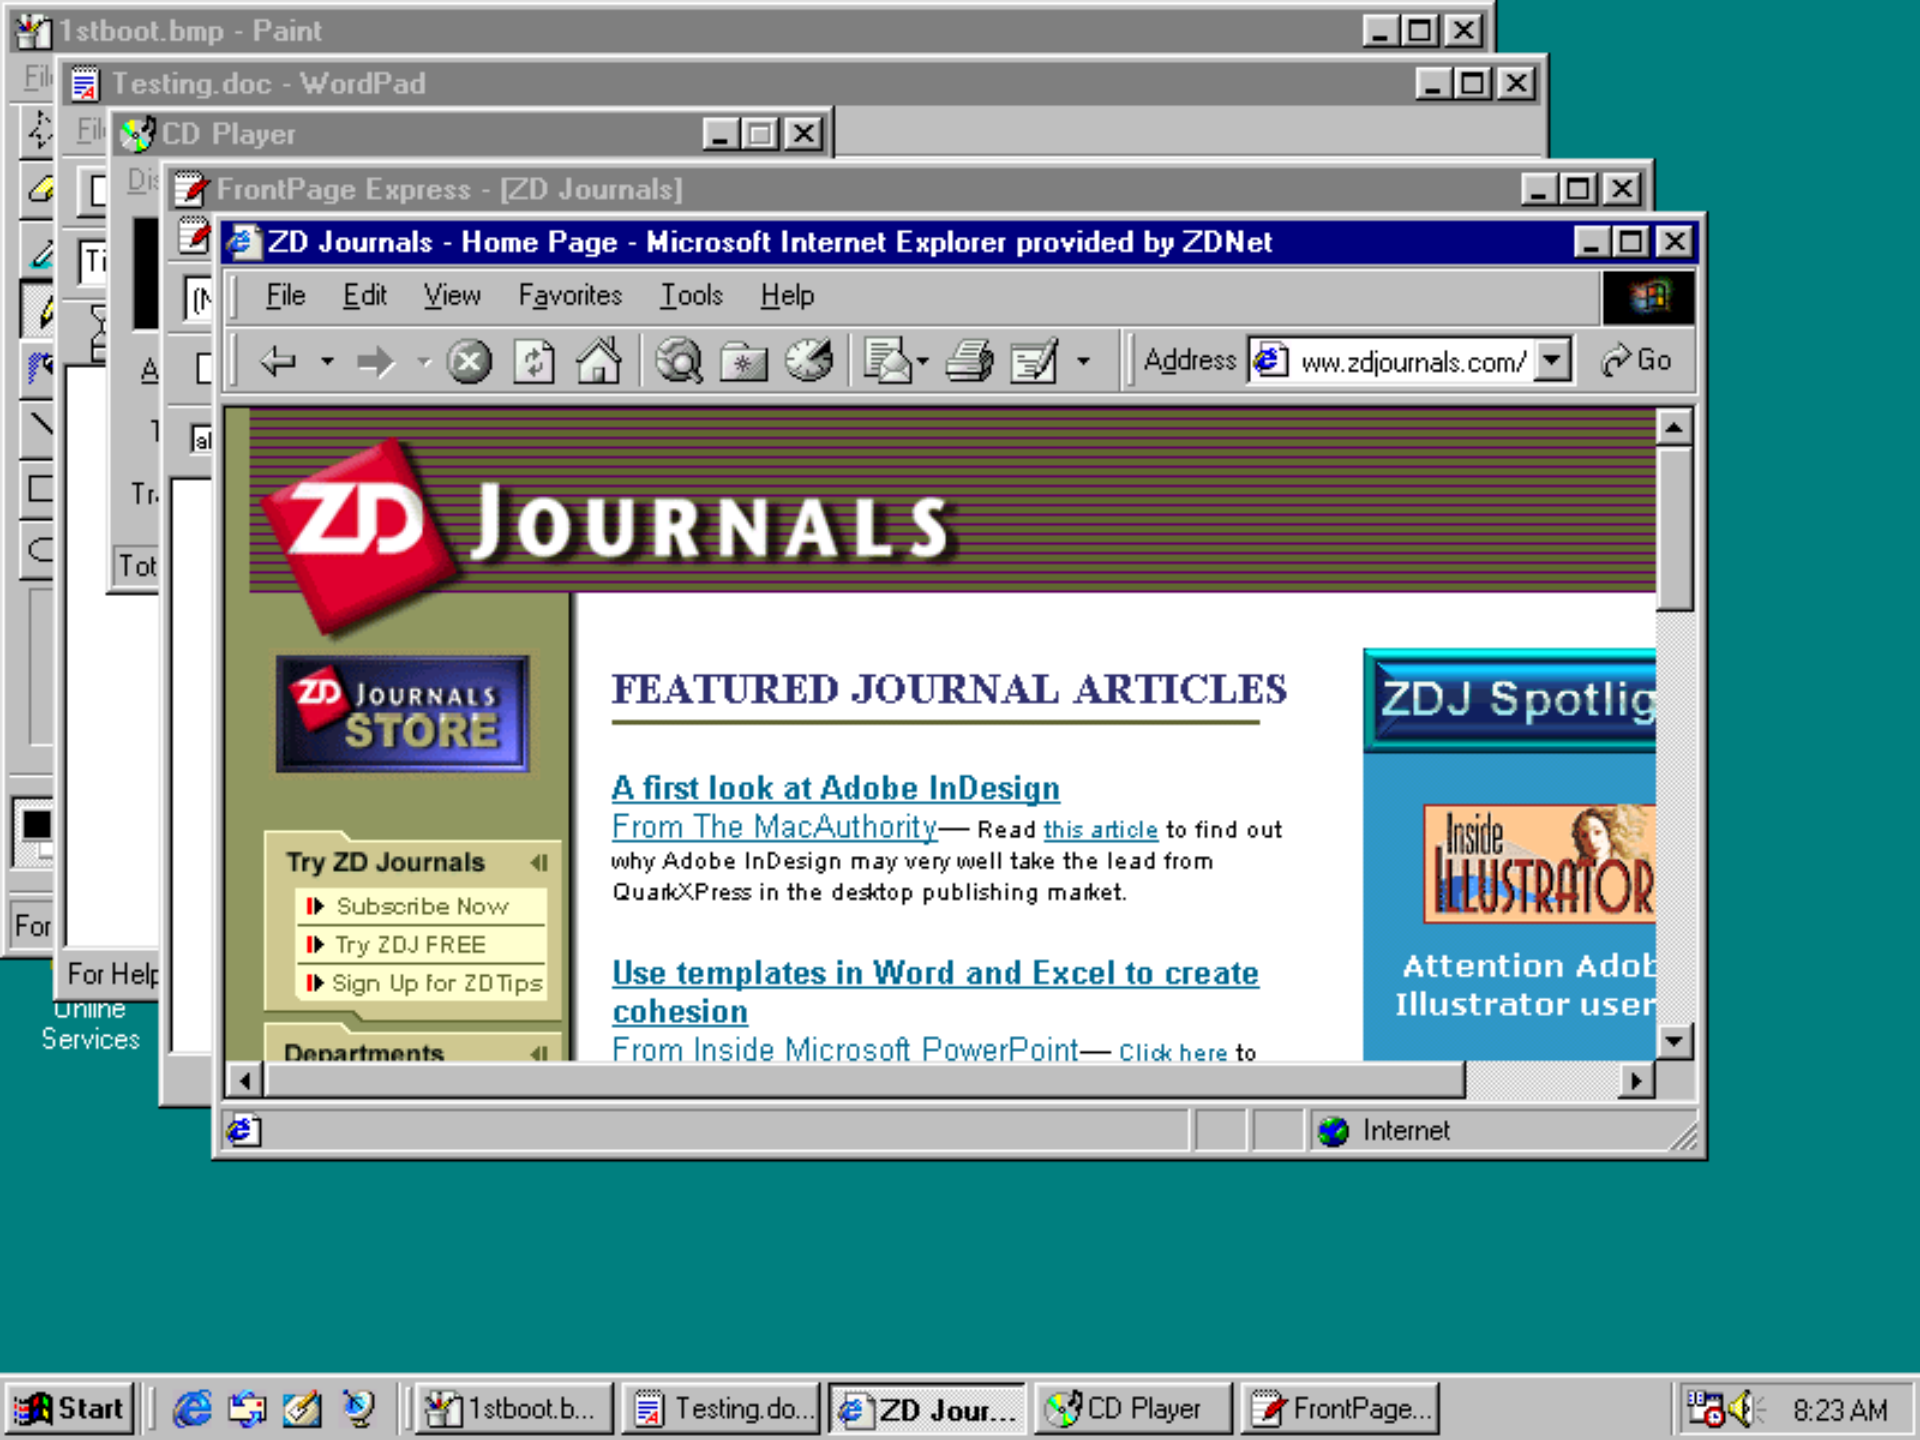 1stboot.bmp - Paint
Testing.doc - WordPad
CD Player
FrontPage Express - [ZD Journals]
ZD Journals - Home Page - Microsoft Internet Explorer provided by ZDNet
File Edit View Favorites Tools Help
Address ww.zdjournals.com/ Go
ZD JOURNALS
ZD JOURNALS
STORE
FEATURED JOURNAL ARTICLES
ZDJ Spotlig
A first look at Adobe InDesign
From The MacAuthority— Read this article to find out
why Adobe InDesign may very well take the lead from
QuarkXPress in the desktop publishing market.
Inside
ILLUSTRATOR
Try ZD Journals
Subscribe Now
Try ZDJ FREE
Sign Up for ZDTips
Use templates in Word and Excel to create
cohesion
From Inside Microsoft PowerPoint— Click here to
Attention Adob
Illustrator user
Departments
Tot
For
For Help
Online
Services
Internet
Start 1stboot.b... Testing.do... ZD Jour... CD Player FrontPage... 8:23 AM